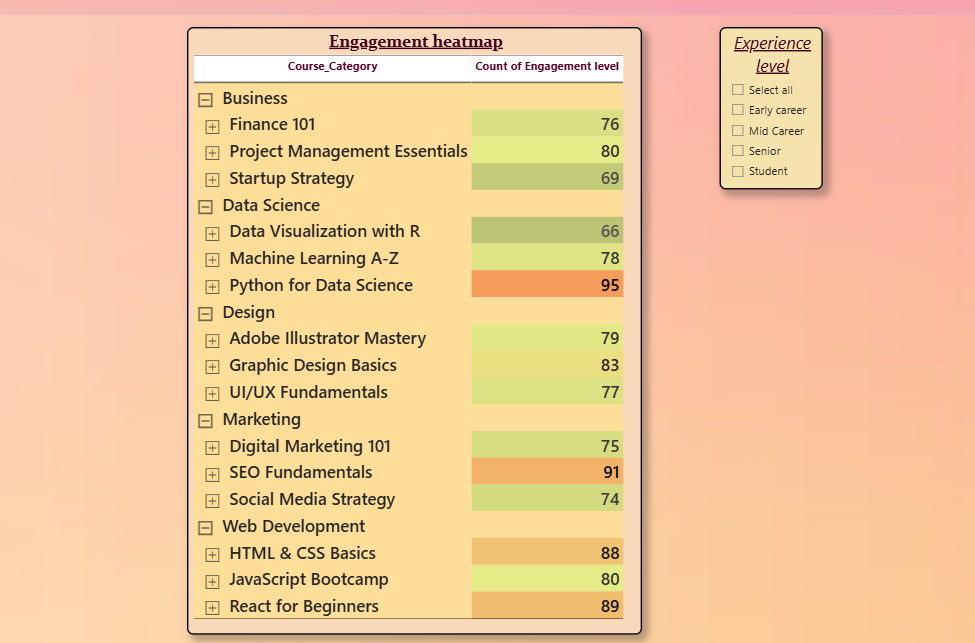 Engagement heatmap
Course_Category Count of Engagement level
Business
Finance 101 76
Project Management Essentials 80
Startup Strategy 69
Data Science
Data Visualization with R 66
Machine Learning A-Z 78
Python for Data Science 95
Design
Adobe Illustrator Mastery 79
Graphic Design Basics 83
UI/UX Fundamentals 77
Marketing
Digital Marketing 101 75
SEO Fundamentals 91
Social Media Strategy 74
Web Development
HTML & CSS Basics 88
JavaScript Bootcamp 80
React for Beginners 89
Experience
level
Select all
Early career
Mid Career
Senior
Student